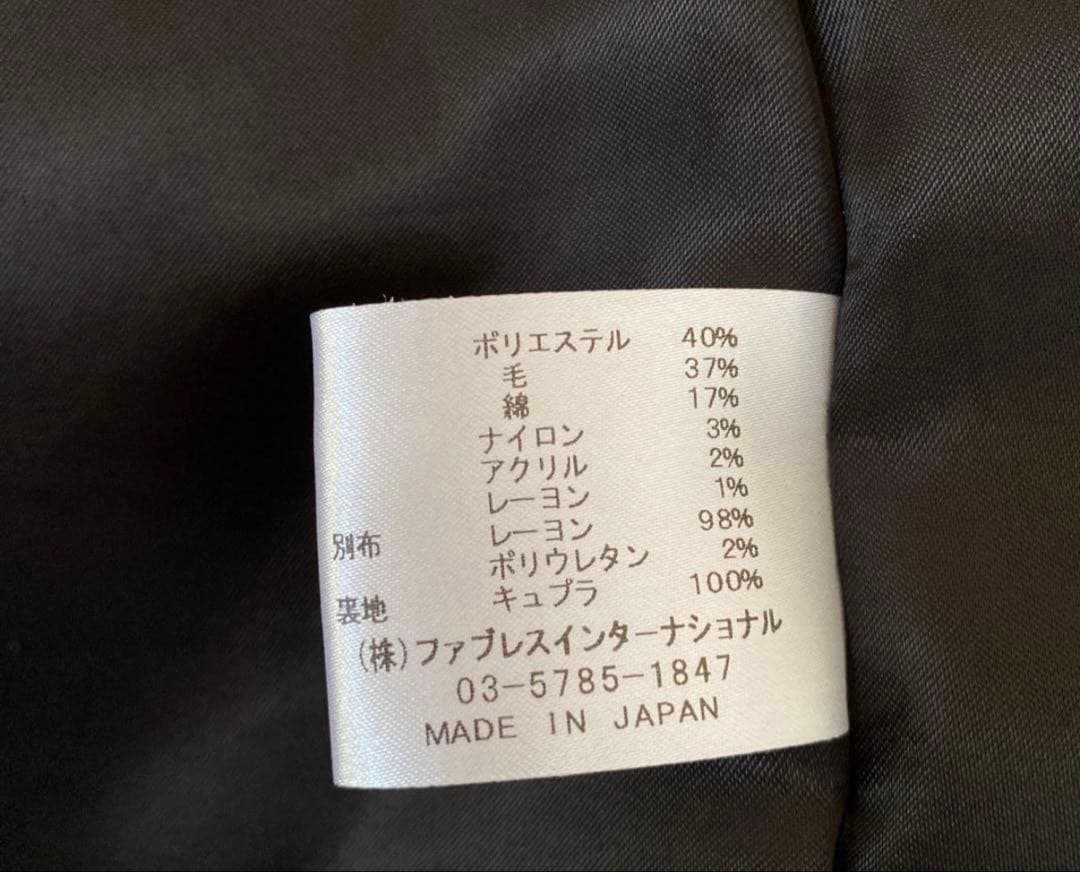 ポリエステル 40%
毛 37%
綿 17%
ナイロン 3%
アクリル 2%
レーヨン 1%
別布 レーヨン 98%
ポリウレタン 2%
裏地 キュプラ 100%
(株)ファブレスインターナショナル
03-5785-1847
MADE IN JAPAN